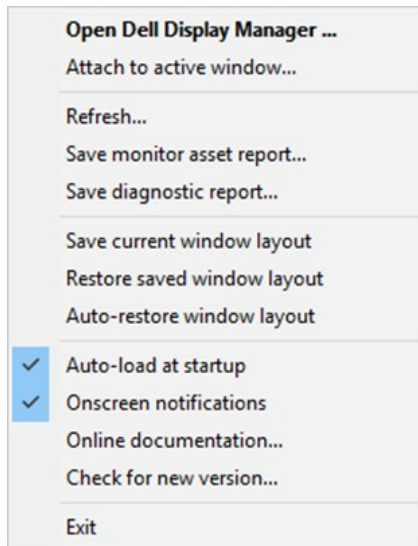 Open Dell Display Manager ...
Attach to active window...
Refresh...
Save monitor asset report...
Save diagnostic report...
Save current window layout
Restore saved window layout
Auto-restore window layout
Auto-load at startup
Onscreen notifications
Online documentation...
Check for new version...
Exit